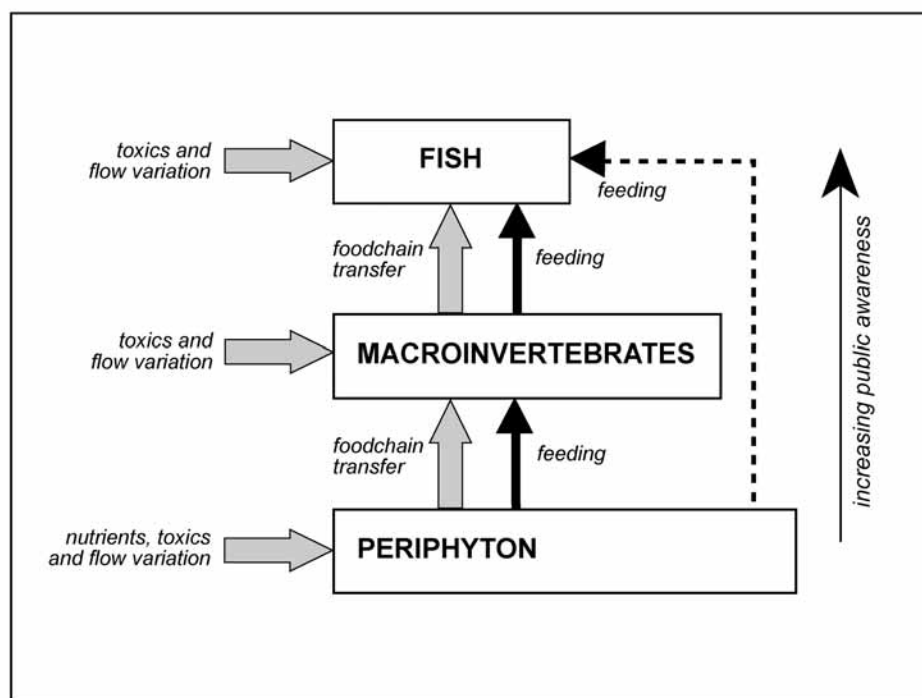 toxics and
flow variation
FISH
feeding
foodchain
transfer
feeding
toxics and
flow variation
MACROINVERTEBRATES
foodchain
transfer
feeding
nutrients, toxics
and flow variation
PERIPHYTON
increasing public awareness